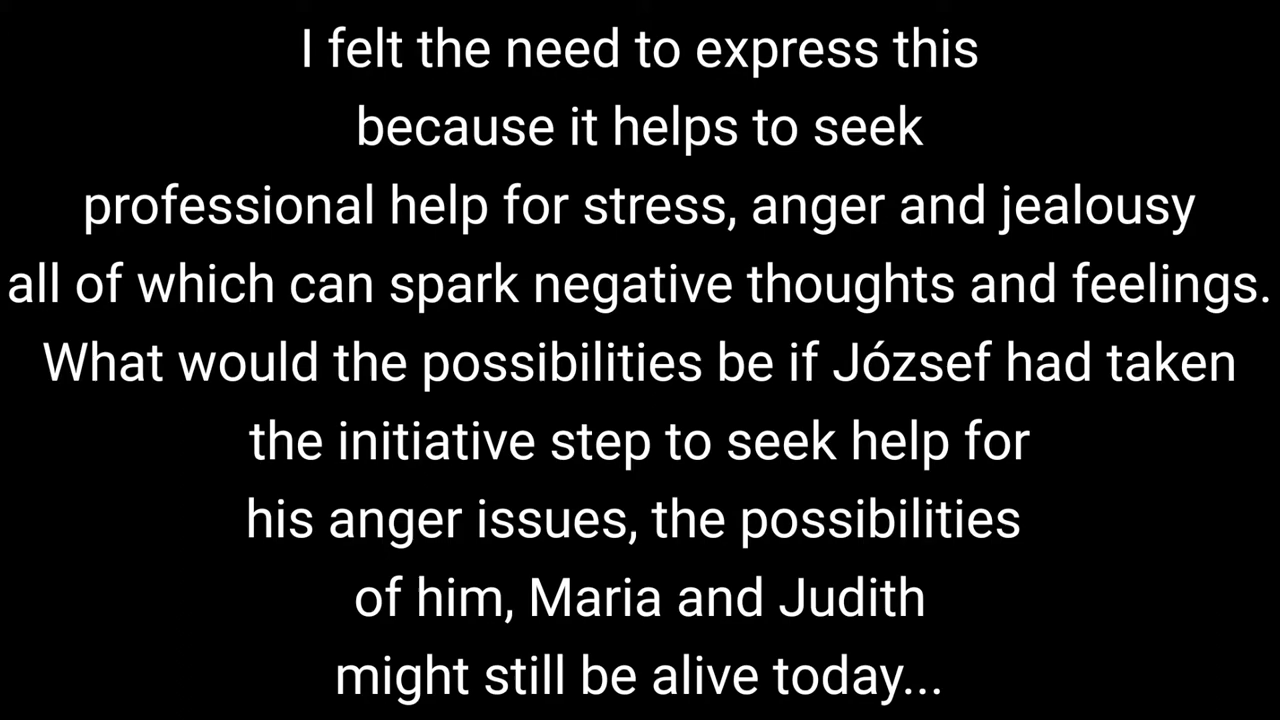 I felt the need to express this
because it helps to seek
professional help for stress, anger and jealousy
all of which can spark negative thoughts and feelings.
What would the possibilities be if József had taken
the initiative step to seek help for
his anger issues, the possibilities
of him, Maria and Judith
might still be alive today...